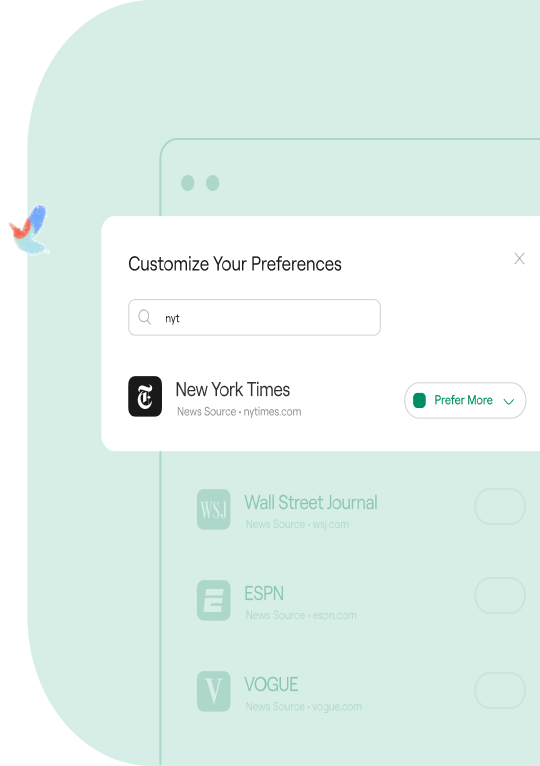 Customize Your Preferences
nyt
New York Times
News Source • nytimes.com
Prefer More
WSJ
Wall Street Journal
News Source • wsj.com
ESPN
News Source • espn.com
V
VOGUE
News Source • vogue.com